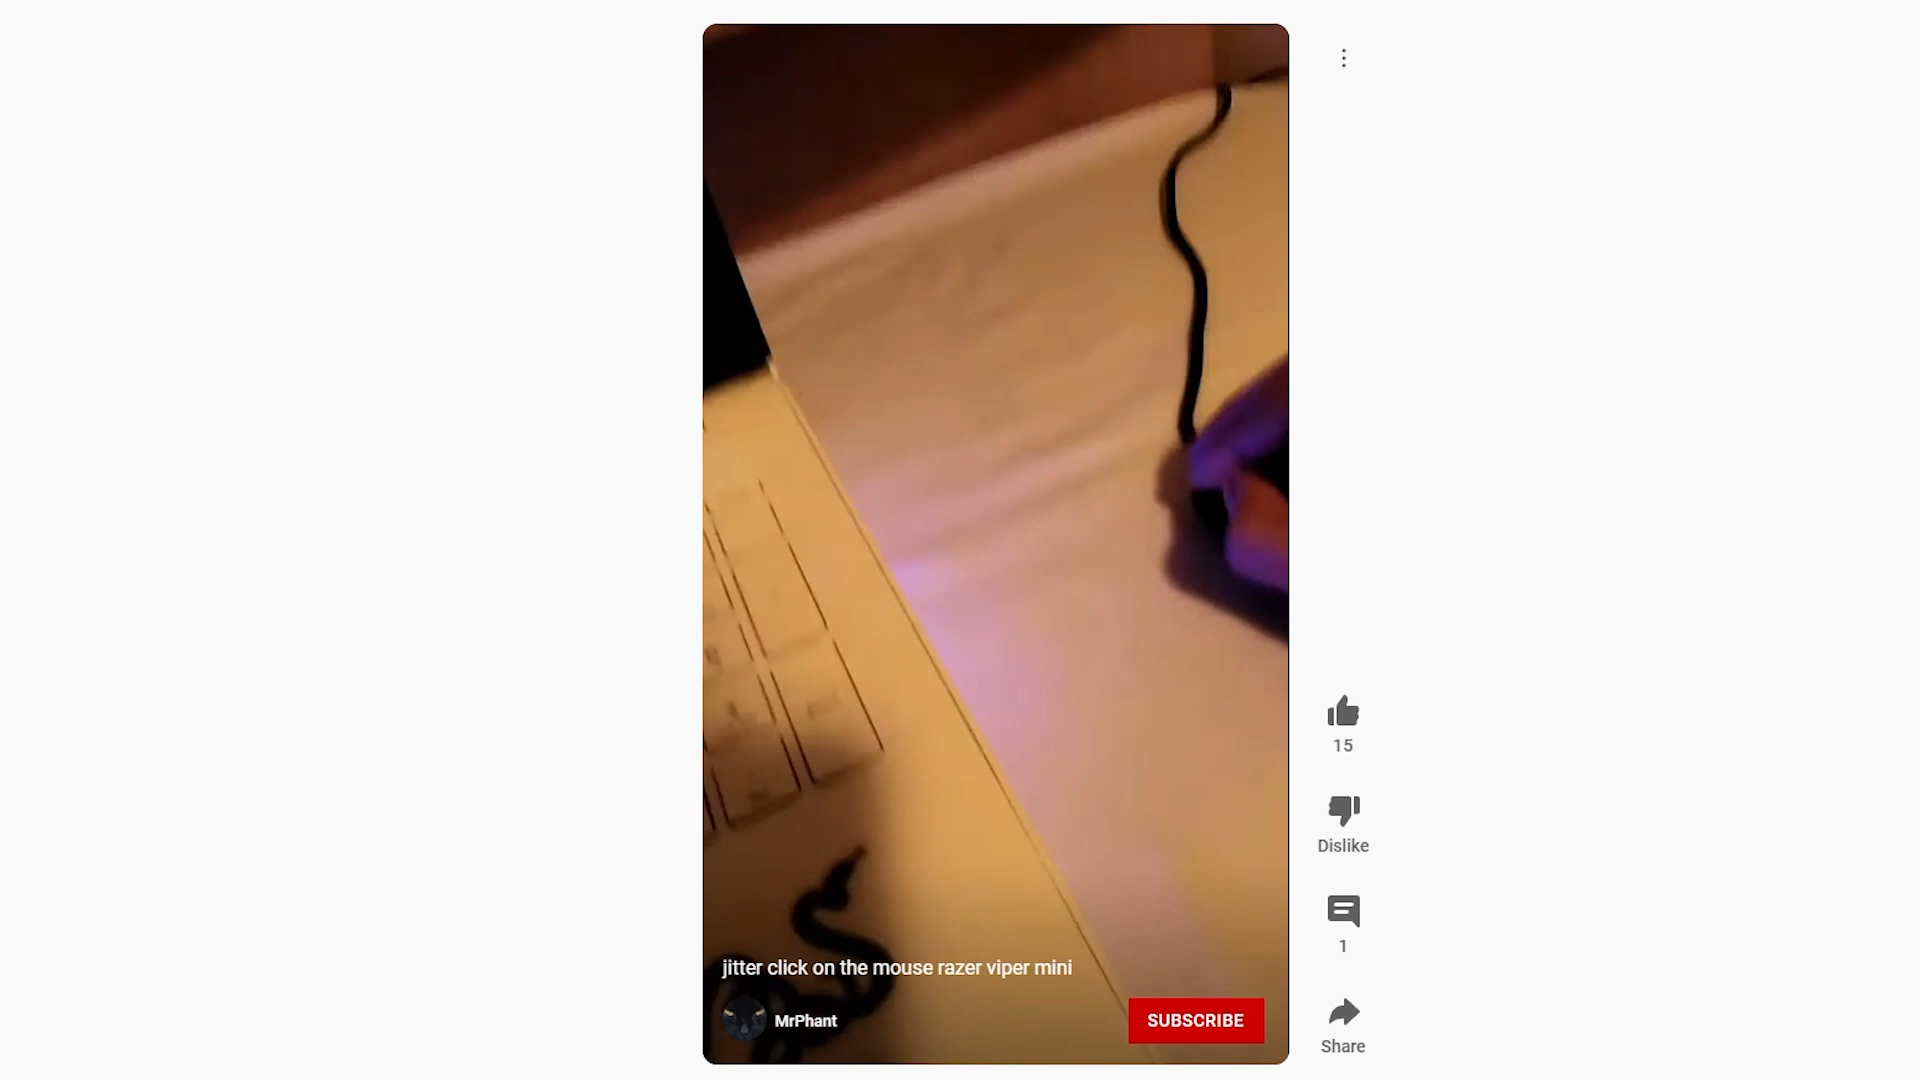 jitter click on the mouse razer viper mini
MrPhant
SUBSCRIBE
15
Dislike
1
Share